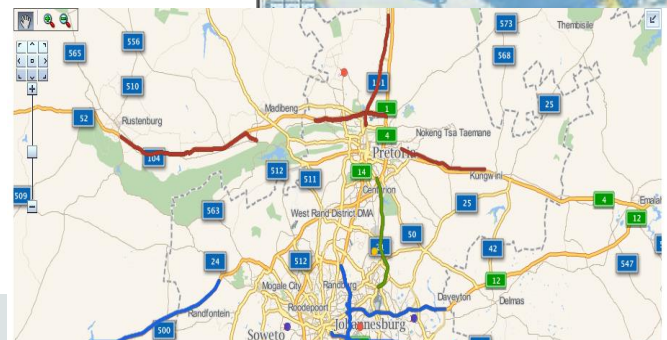 573
Thembisile
556
565
568
510
1
25
Madibeng
52
Rustenburg
4
Nokeng Tsa Taemane
104
Pretoria
512
511
14
Kungwini
Centurion
509
563
25
4
West Rand District DMA
12
50
42
24
512
547
12
Mogale City
Randburg
Daveyton
Delmas
Roodepoort
Randfontein
500
Soweto
Johannesburg